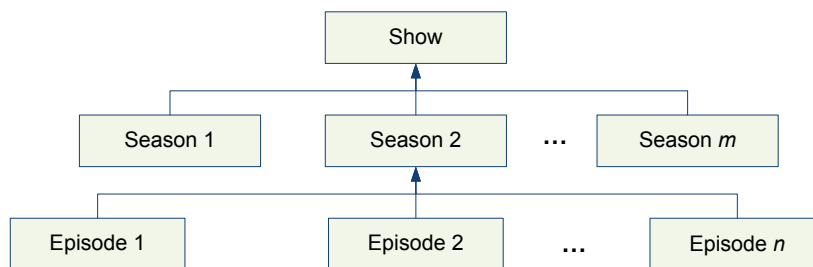 Show
Season 1
Season 2
...
Season m
Episode 1
Episode 2
...
Episode n